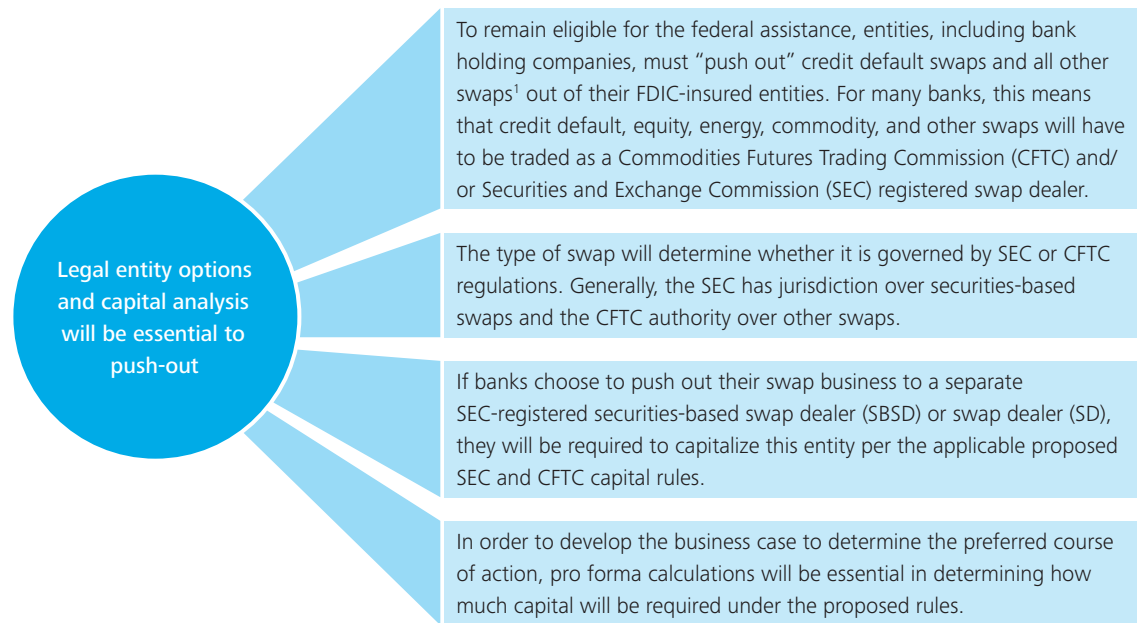 Legal entity options
and capital analysis
will be essential to
push-out
To remain eligible for the federal assistance, entities, including bank
holding companies, must “push out” credit default swaps and all other
swaps¹ out of their FDIC-insured entities. For many banks, this means
that credit default, equity, energy, commodity, and other swaps will have
to be traded as a Commodities Futures Trading Commission (CFTC) and/
or Securities and Exchange Commission (SEC) registered swap dealer.
The type of swap will determine whether it is governed by SEC or CFTC
regulations. Generally, the SEC has jurisdiction over securities-based
swaps and the CFTC authority over other swaps.
If banks choose to push out their swap business to a separate
SEC-registered securities-based swap dealer (SBSD) or swap dealer (SD),
they will be required to capitalize this entity per the applicable proposed
SEC and CFTC capital rules.
In order to develop the business case to determine the preferred course
of action, pro forma calculations will be essential in determining how
much capital will be required under the proposed rules.